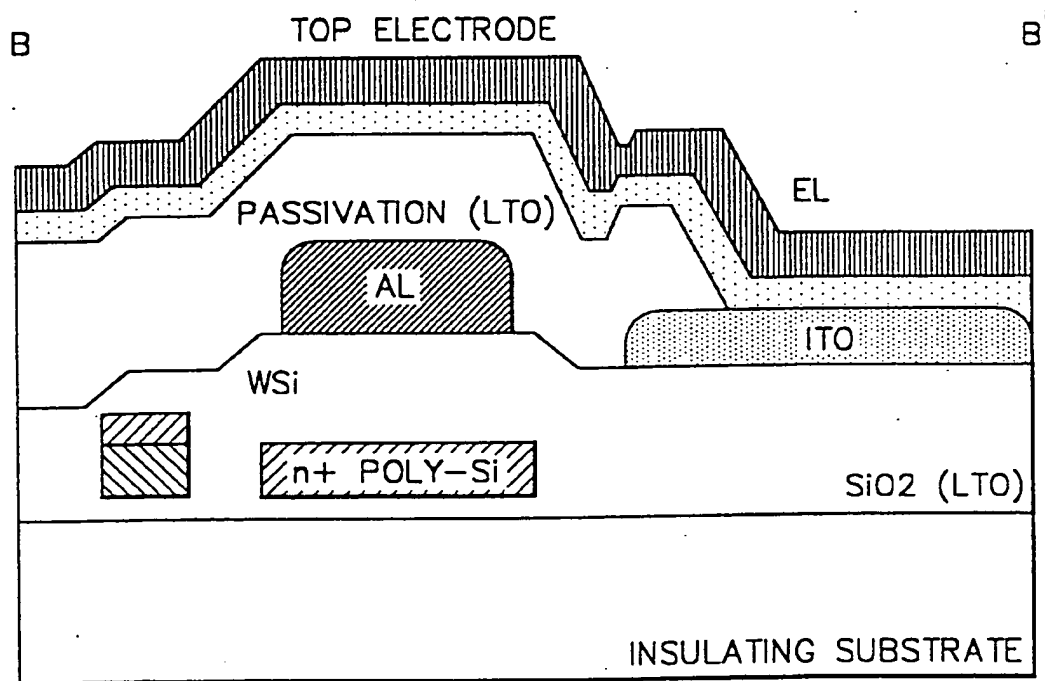 TOP ELECTRODE
B
B'
EL
PASSIVATION (LTO)
AL
ITO
WSi
n+ POLY-Si
SiO2 (LTO)
INSULATING SUBSTRATE